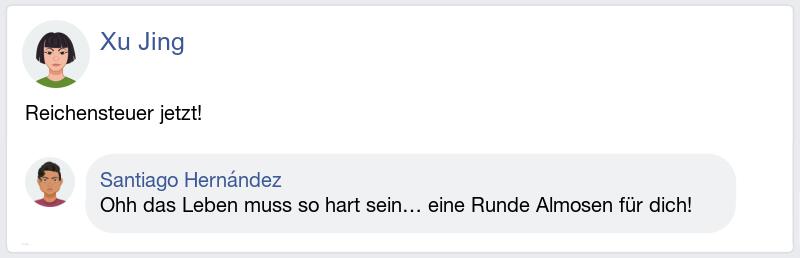 Xu Jing
Reichensteuer jetzt!
Santiago Hernández
Ohh das Leben muss so hart sein… eine Runde Almosen für dich!